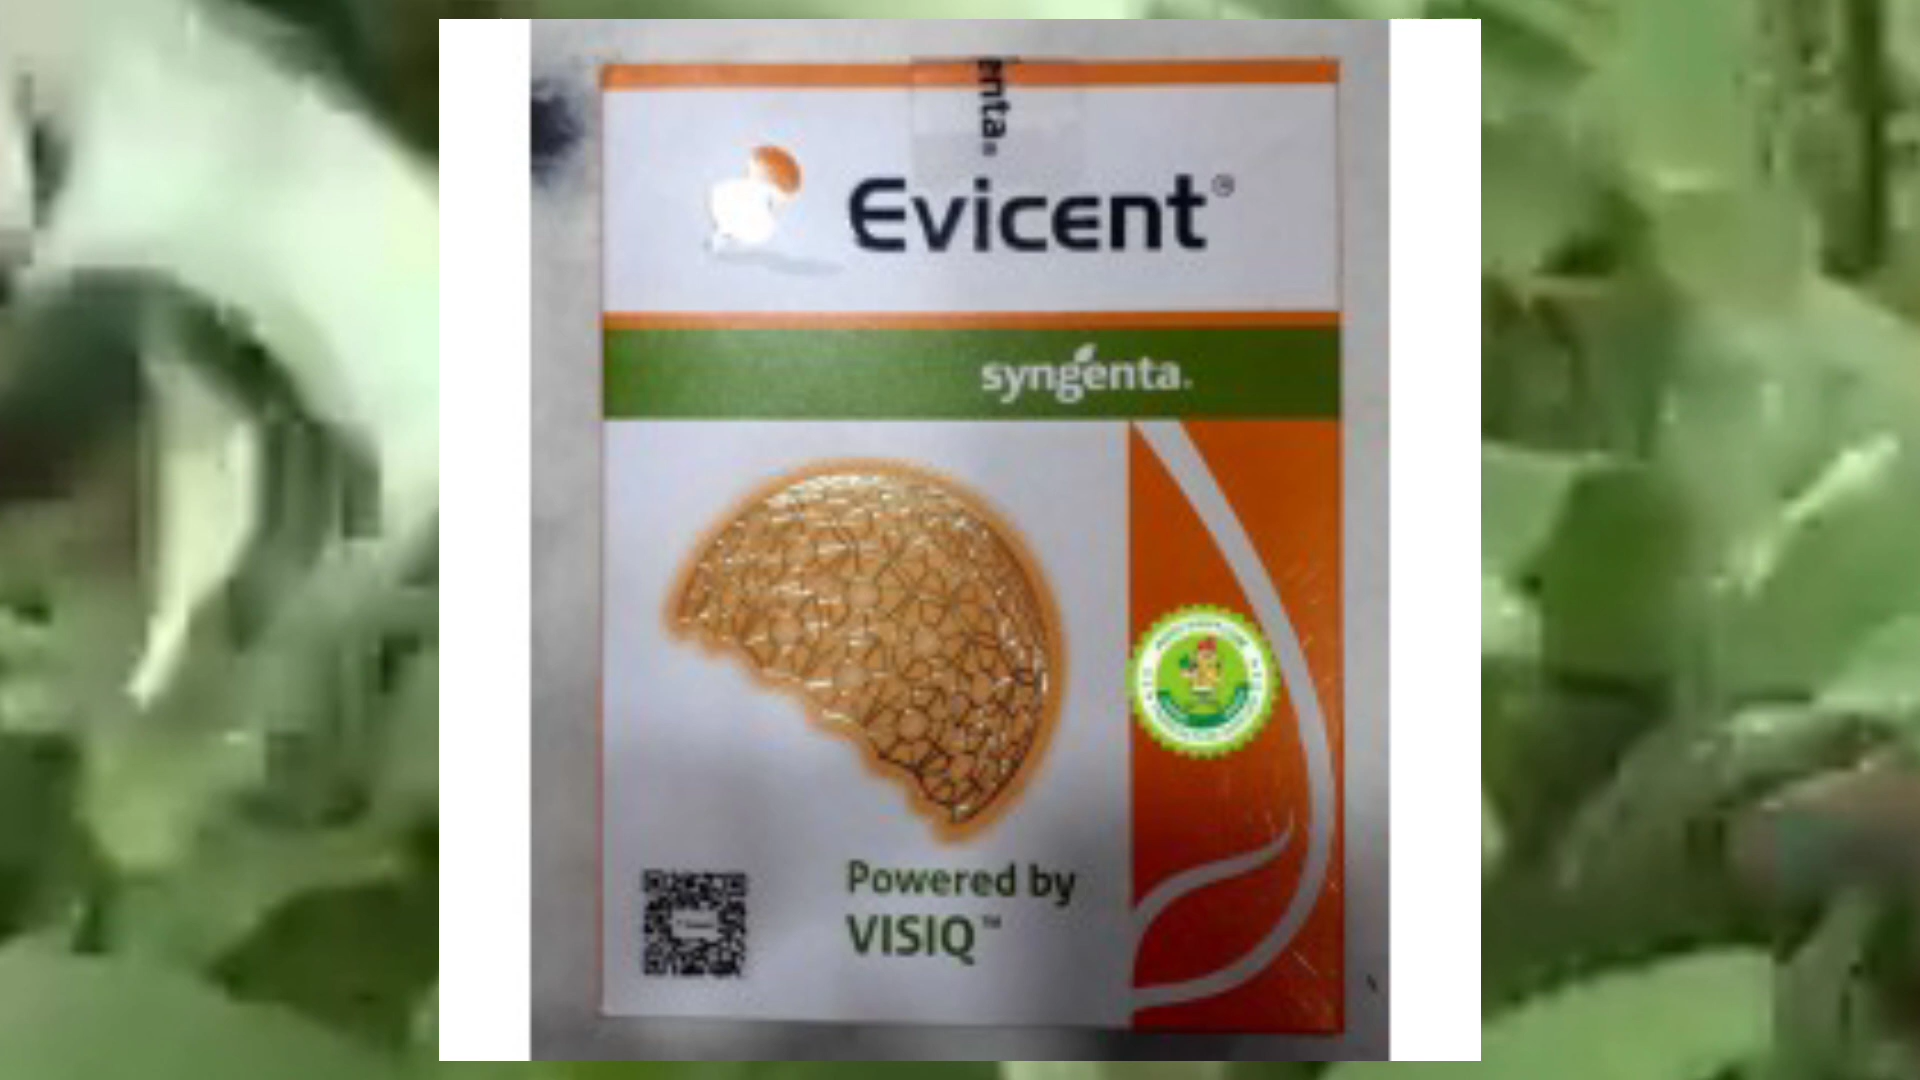 enta®
Evicent®
syngenta.
Powered by
VISIQ™